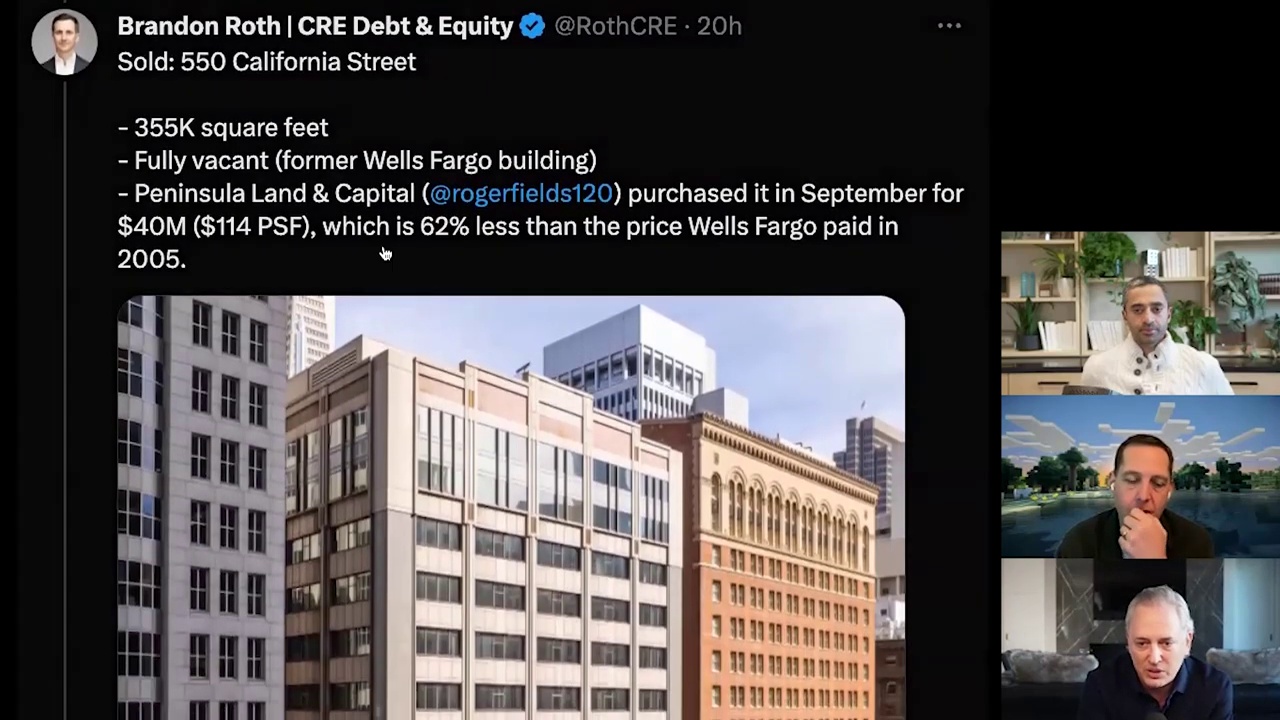 Brandon Roth | CRE Debt & Equity @RothCRE · 20h
Sold: 550 California Street
- 355K square feet
- Fully vacant (former Wells Fargo building)
- Peninsula Land & Capital (@rogerfields120) purchased it in September for
$40M ($114 PSF), which is 62% less than the price Wells Fargo paid in
2005.